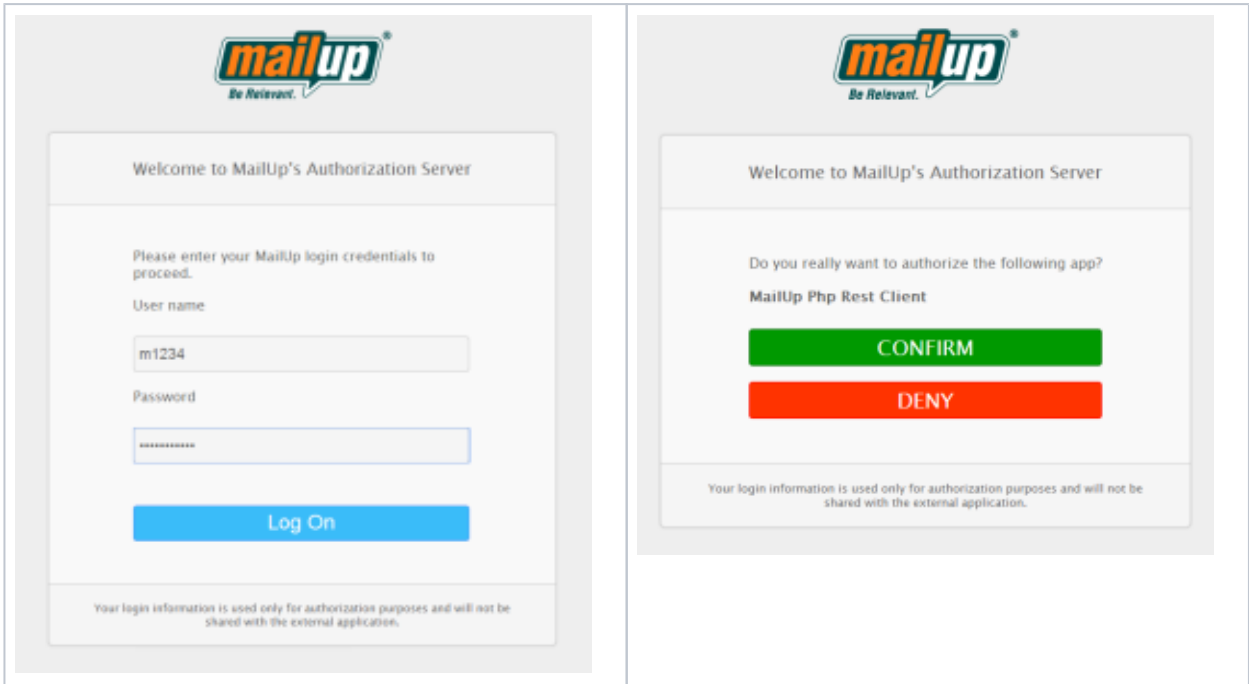 mailup®
Be Relevant.
Welcome to MailUp's Authorization Server
Please enter your MailUp login credentials to
proceed.
User name
m1234
Password
•••••••••••
Log On
Your login information is used only for authorization purposes and will not be
shared with the external application.
mailup®
Be Relevant.
Welcome to MailUp's Authorization Server
Do you really want to authorize the following app?
MailUp Php Rest Client
CONFIRM
DENY
Your login information is used only for authorization purposes and will not be
shared with the external application.